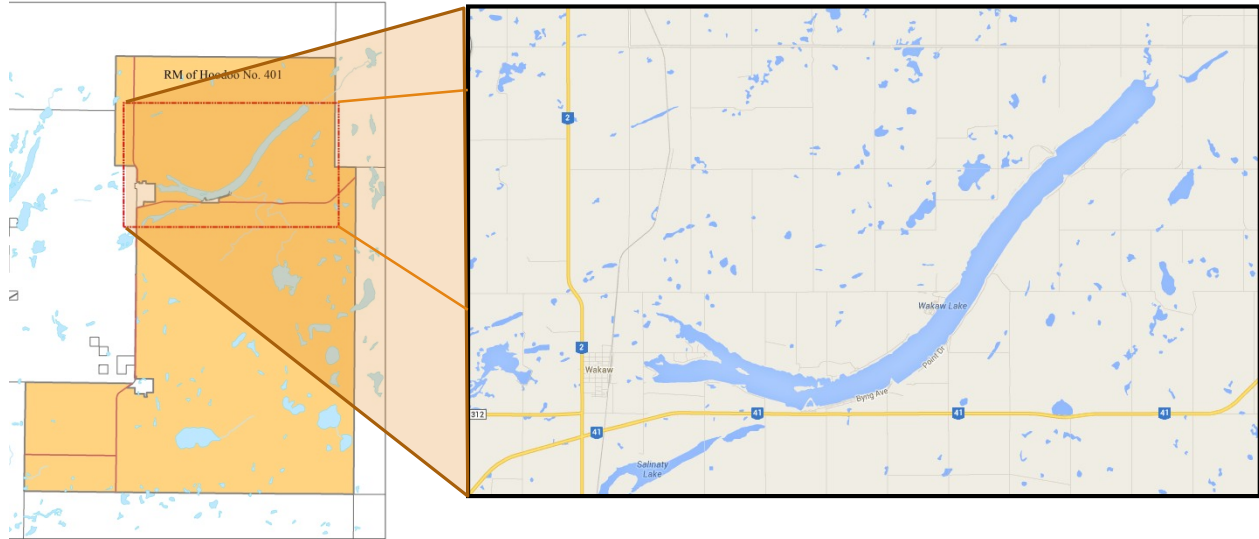 RM of Hoodoo No. 401
2
Wakaw Lake
2
Wakaw
Point Dr
Byng Ave
312
41
41
41
41
Salinaty
Lake